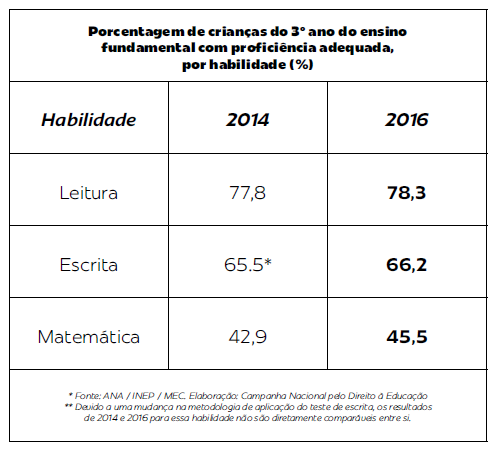 Porcentagem de crianças do 3º ano do ensino
fundamental com proficiência adequada,
por habilidade (%)
Habilidade 2014 2016
Leitura 77,8 78,3
Escrita 65.5* 66,2
Matemática 42,9 45,5
* Fonte: ANA / INEP / MEC. Elaboração: Campanha Nacional pelo Direito à Educação
** Devido a uma mudança na metodologia de aplicação do teste de escrita, os resultados
de 2014 e 2016 para essa habilidade não são diretamente comparáveis entre si.